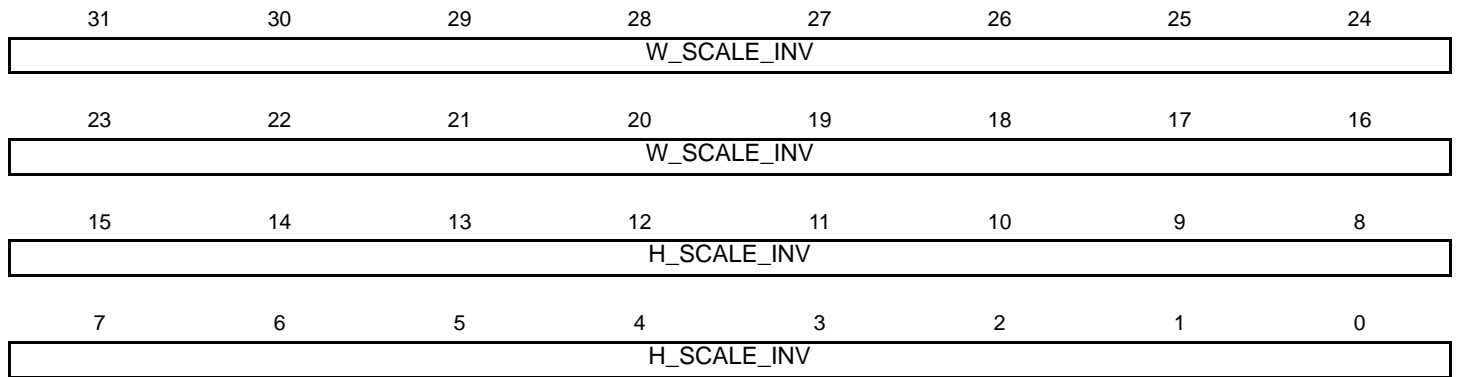 31 30 29 28 27 26 25 24
W_SCALE_INV
23 22 21 20 19 18 17 16
W_SCALE_INV
15 14 13 12 11 10 9 8
H_SCALE_INV
7 6 5 4 3 2 1 0
H_SCALE_INV